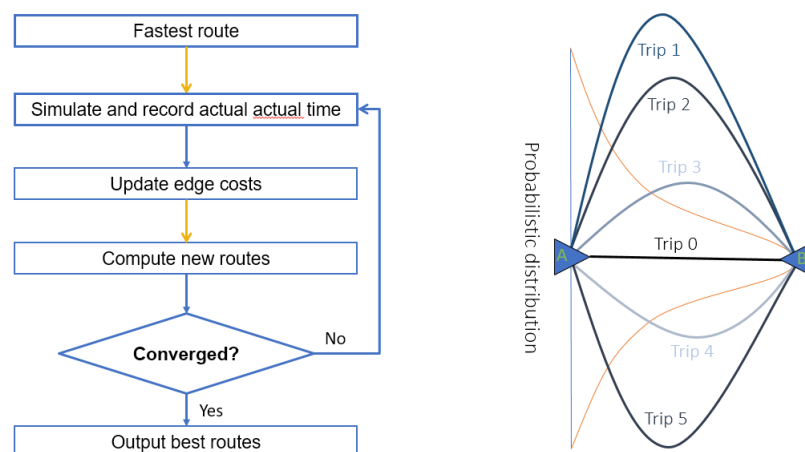 Fastest route
Simulate and record actual actual time
Update edge costs
Compute new routes
Converged?
No
Yes
Output best routes
Probabilistic distribution
Trip 1
Trip 2
Trip 3
Trip 0
Trip 4
Trip 5
A
B